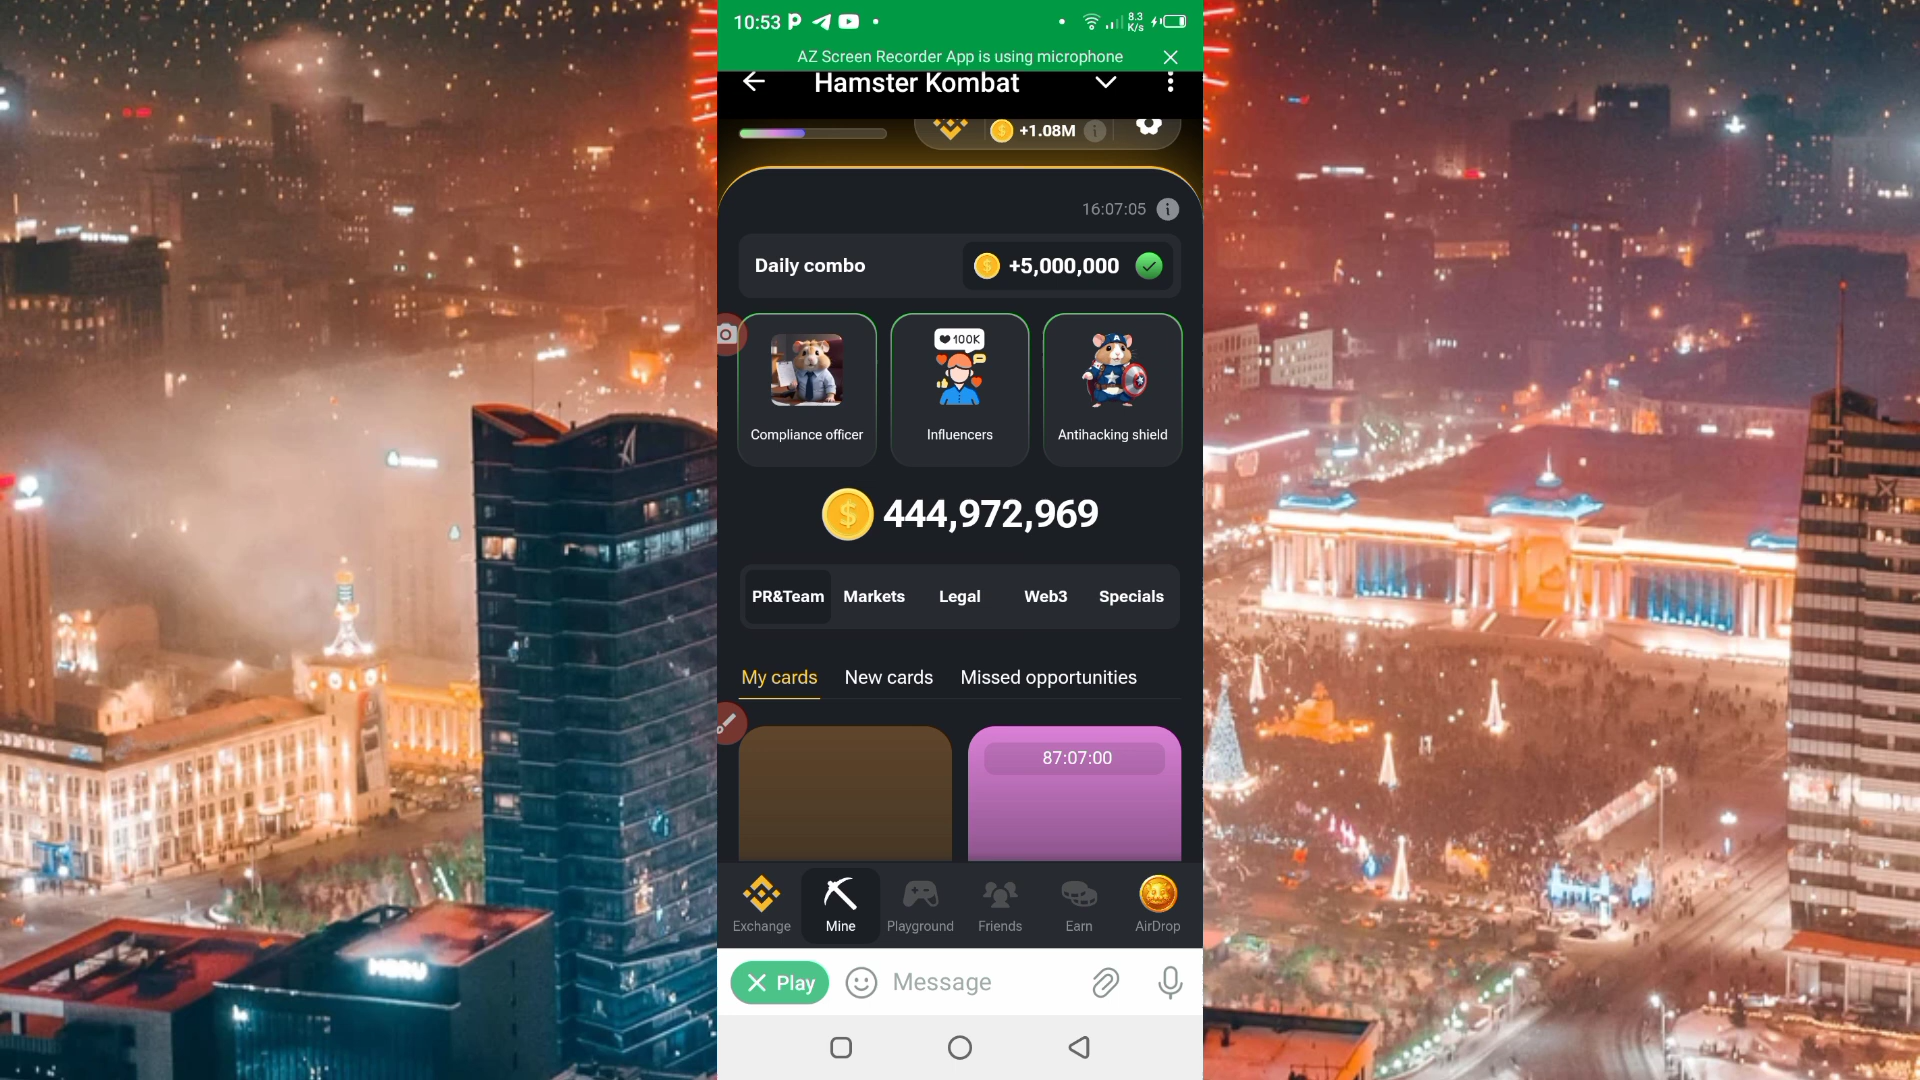 10:53
8.3
K/s
AZ Screen Recorder App is using microphone
Hamster Kombat
+1.08M
16:07:05
Daily combo
+5,000,000
100K
A
Compliance officer
Influencers
Antihacking shield
444,972,969
PR&Team
Markets
Legal
Web3
Specials
My cards
New cards
Missed opportunities
87:07:00
Exchange
Mine
Playground
Friends
Earn
AirDrop
Play
Message